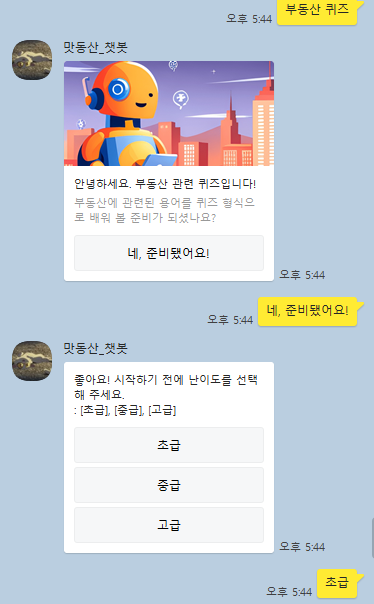 부동산 퀴즈
오후 5:44
맛동산_챗봇
안녕하세요. 부동산 관련 퀴즈입니다!
부동산에 관련된 용어를 퀴즈 형식으
로 배워 볼 준비가 되셨나요?
네, 준비됐어요!
오후 5:44
오후 5:44
네, 준비됐어요!
맛동산_챗봇
좋아요! 시작하기 전에 난이도를 선택
해 주세요.
: [초급], [중급], [고급]
초급
중급
고급
오후 5:44
오후 5:44
초급